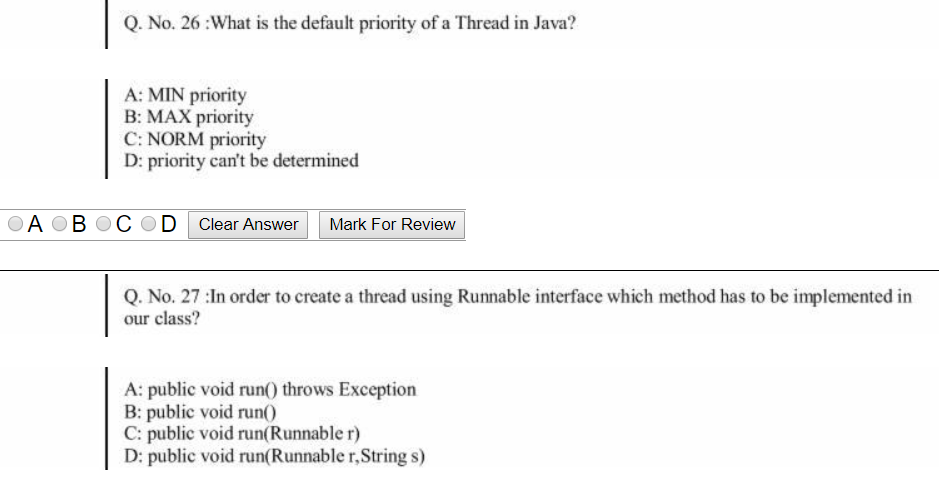 Q. No. 26 :What is the default priority of a Thread in Java?
A: MIN priority
B: MAX priority
C: NORM priority
D: priority can't be determined
A B C D Clear Answer Mark For Review
Q. No. 27 :In order to create a thread using Runnable interface which method has to be implemented in
our class?
A: public void run() throws Exception
B: public void run()
C: public void run(Runnable r)
D: public void run(Runnable r,String s)